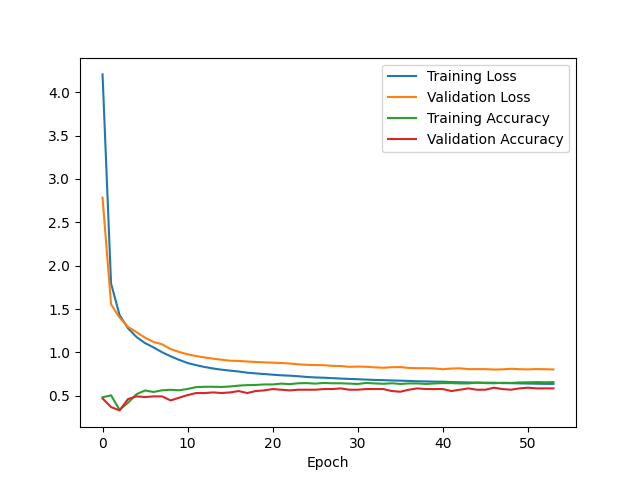 Training Loss
Validation Loss
Training Accuracy
Validation Accuracy
4.0
3.5
3.0
2.5
2.0
1.5
1.0
0.5
0 10 20 30 40 50
Epoch